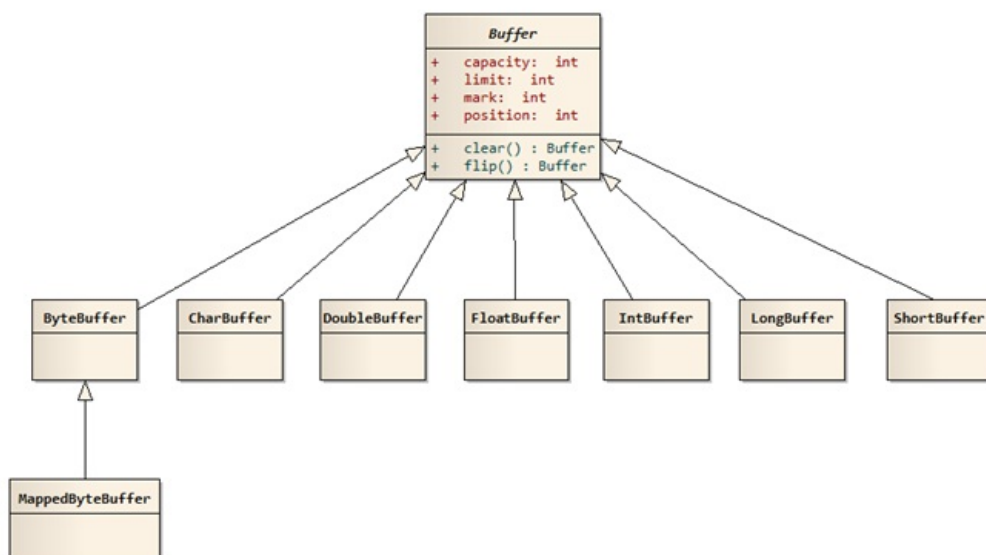 Buffer
+ capacity: int
+ limit: int
+ mark: int
+ position: int
+ clear() : Buffer
+ flip() : Buffer
ByteBuffer
CharBuffer
DoubleBuffer
FloatBuffer
IntBuffer
LongBuffer
ShortBuffer
MappedByteBuffer